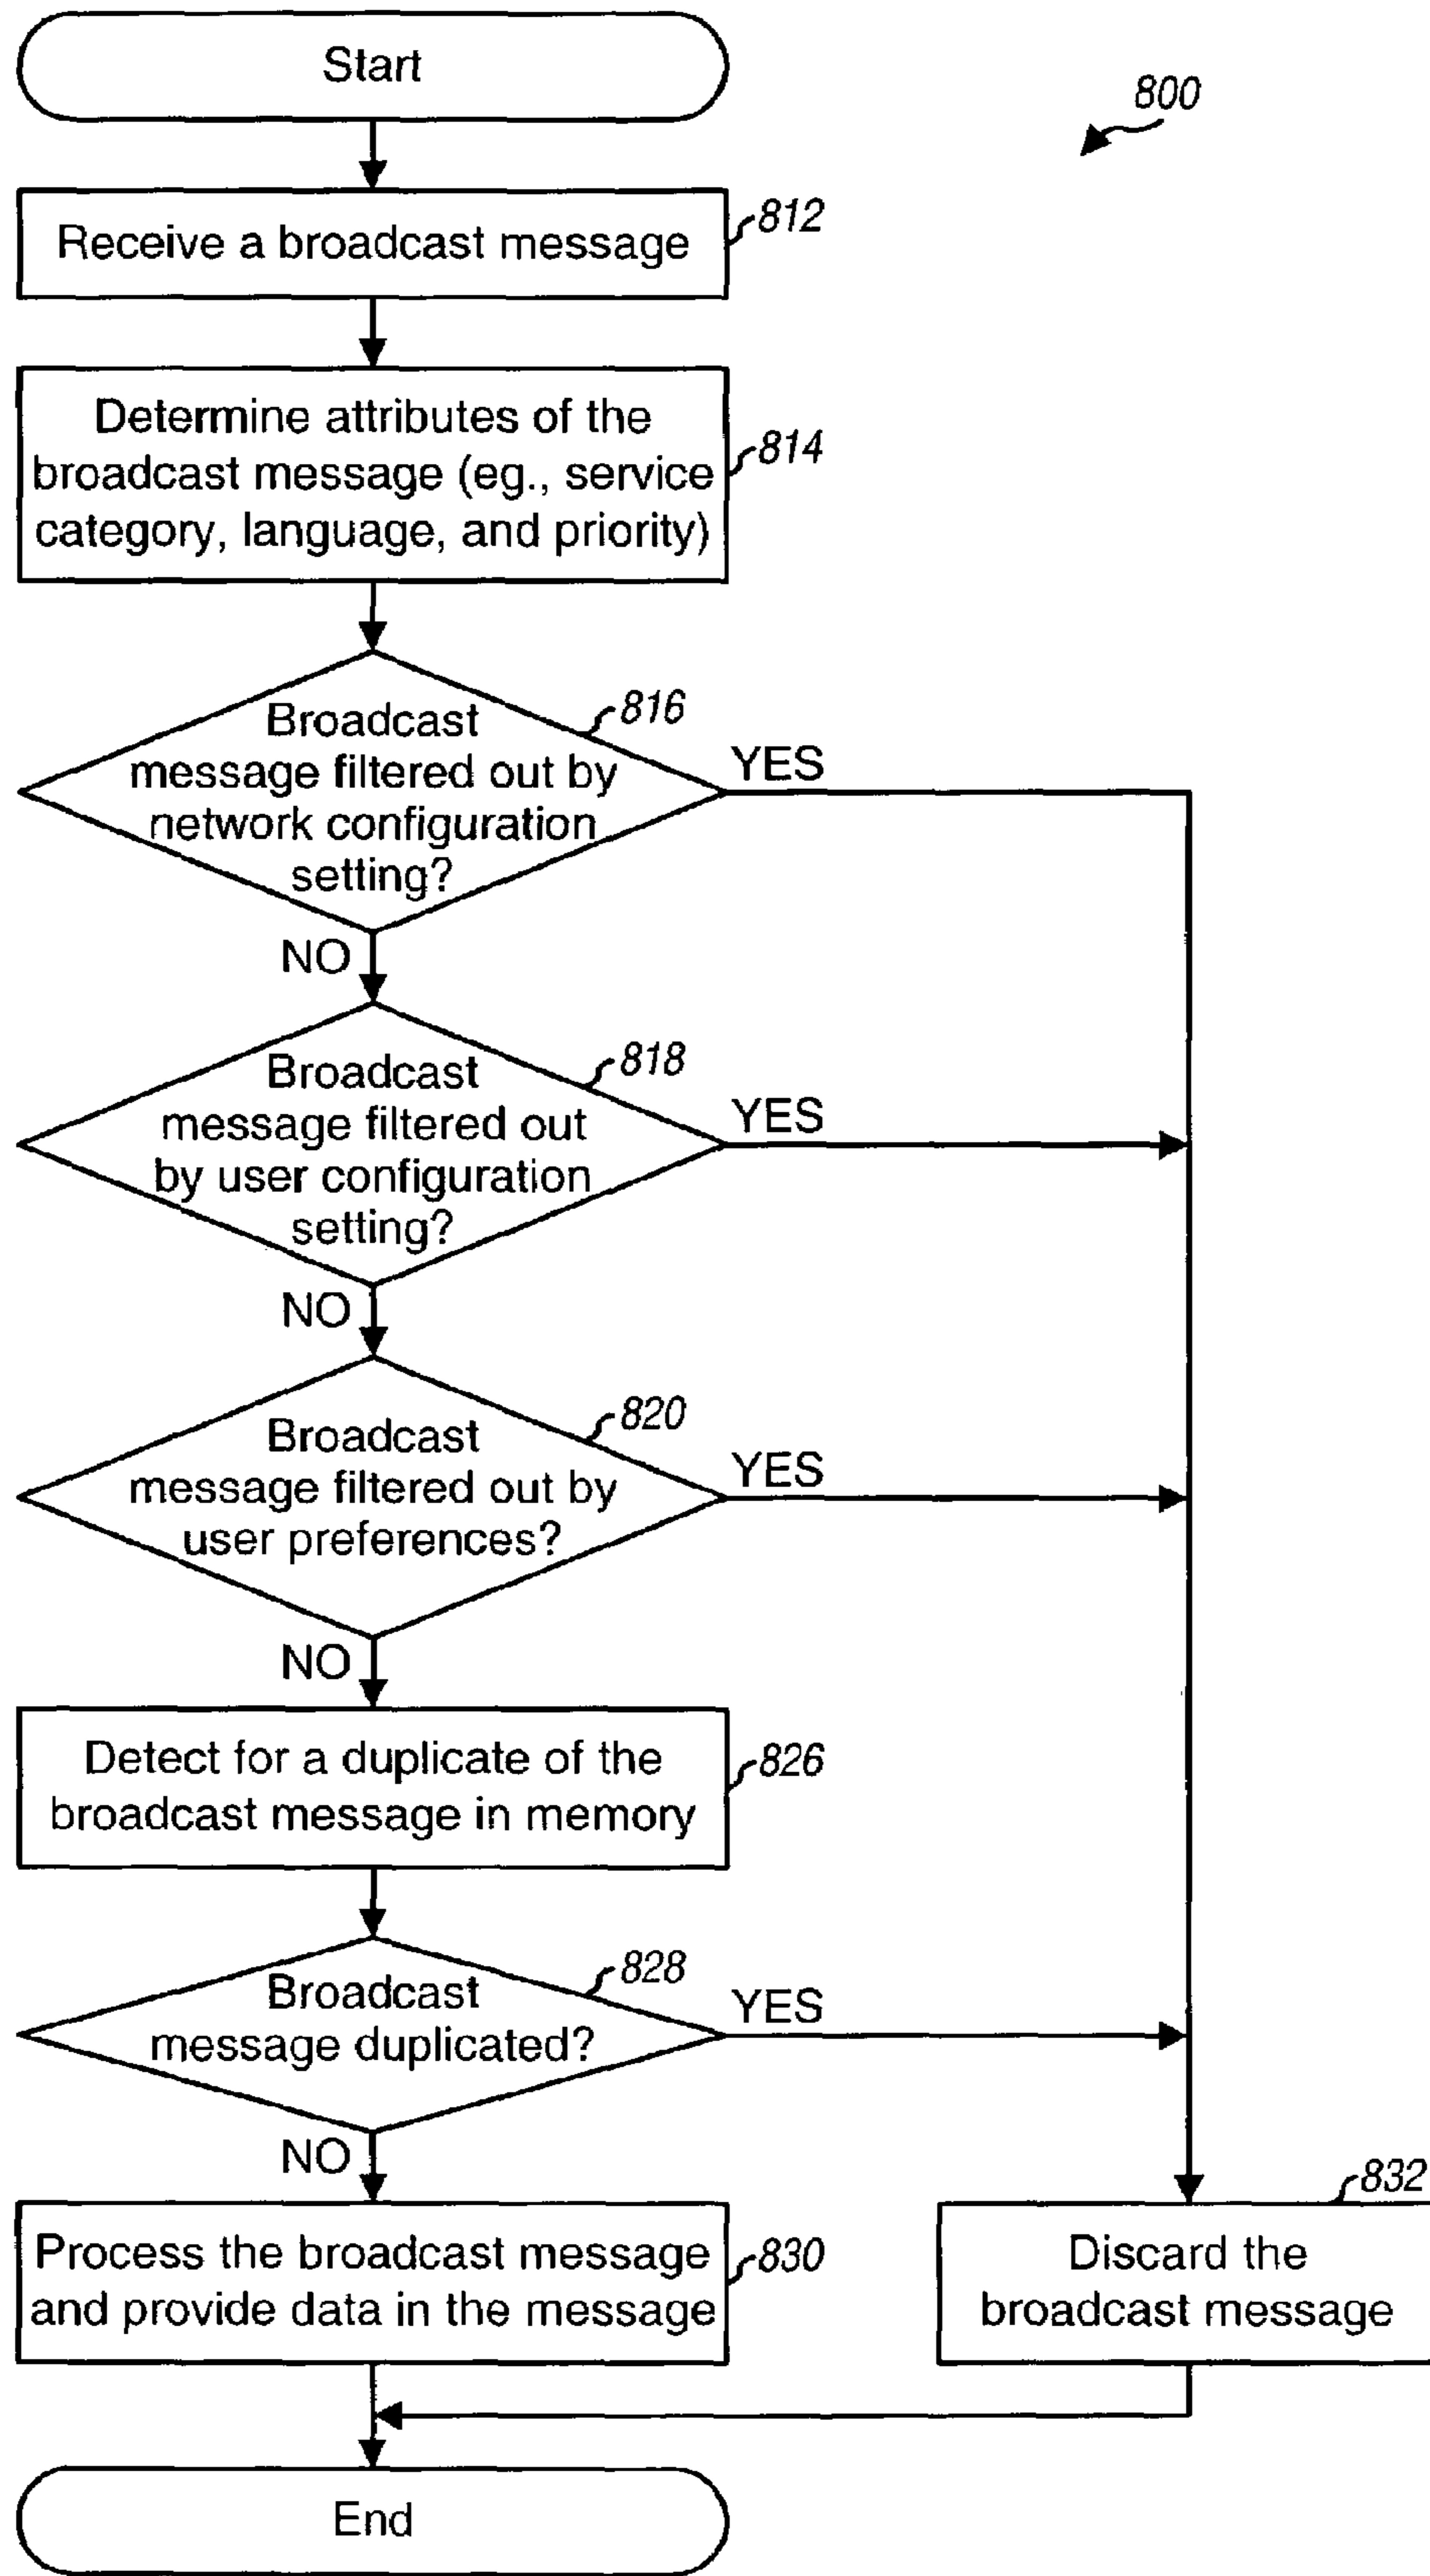 Start
800
Receive a broadcast message
812
Determine attributes of the
broadcast message (eg., service
category, language, and priority)
814
Broadcast
message filtered out by
network configuration
setting?
816
YES
NO
Broadcast
message filtered out
by user configuration
setting?
818
YES
NO
Broadcast
message filtered out by
user preferences?
820
YES
NO
Detect for a duplicate of the
broadcast message in memory
826
Broadcast
message duplicated?
828
YES
NO
Process the broadcast message
and provide data in the message
830
Discard the
broadcast message
832
End